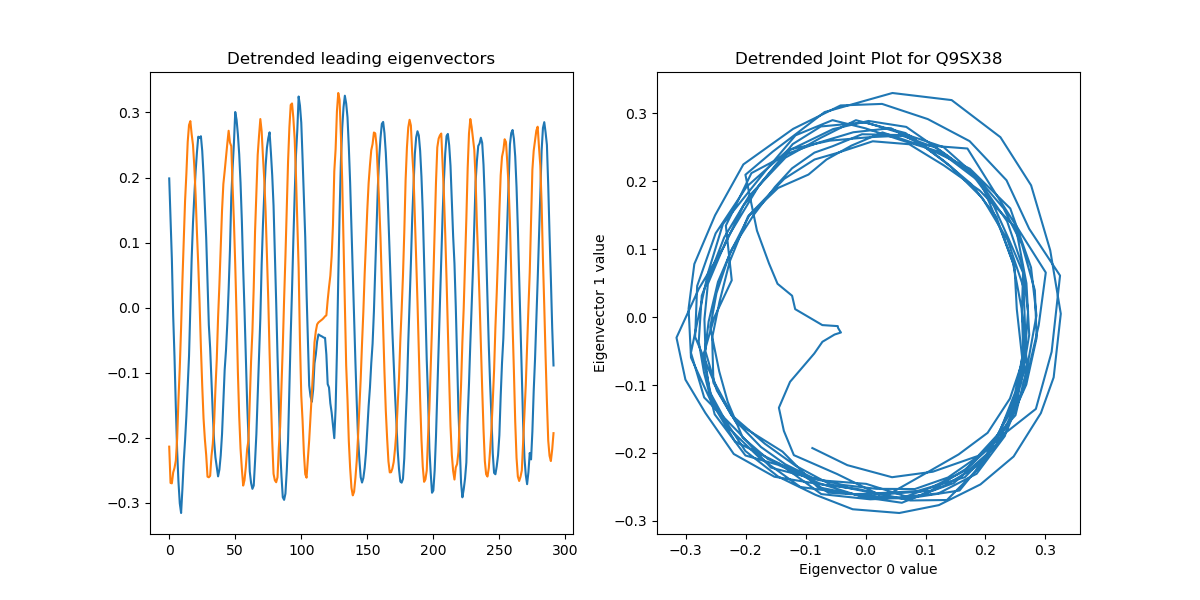 Detrended leading eigenvectors
0.3
0.2
0.1
0.0
−0.1
−0.2
−0.3
0 50 100 150 200 250 300
Detrended Joint Plot for Q9SX38
Eigenvector 1 value
0.3
0.2
0.1
0.0
−0.1
−0.2
−0.3
−0.3 −0.2 −0.1 0.0 0.1 0.2 0.3
Eigenvector 0 value